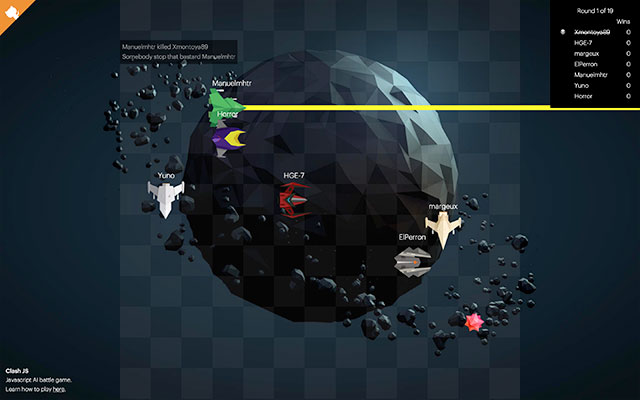 Round 1 of 19
Wins
Xmontoya89 0
HGE-7 0
margeux 0
ElPerron 0
Manuelmhtr 0
Yuno 0
Horror 0
Manuelmhtr killed Xmontoya89
Somebody stop that bastard Manuelmhtr
Manuelmhtr
Horror
Yuno
HGE-7
margeux
ElPerron
Clash JS
Javascript AI battle game.
Learn how to play here.